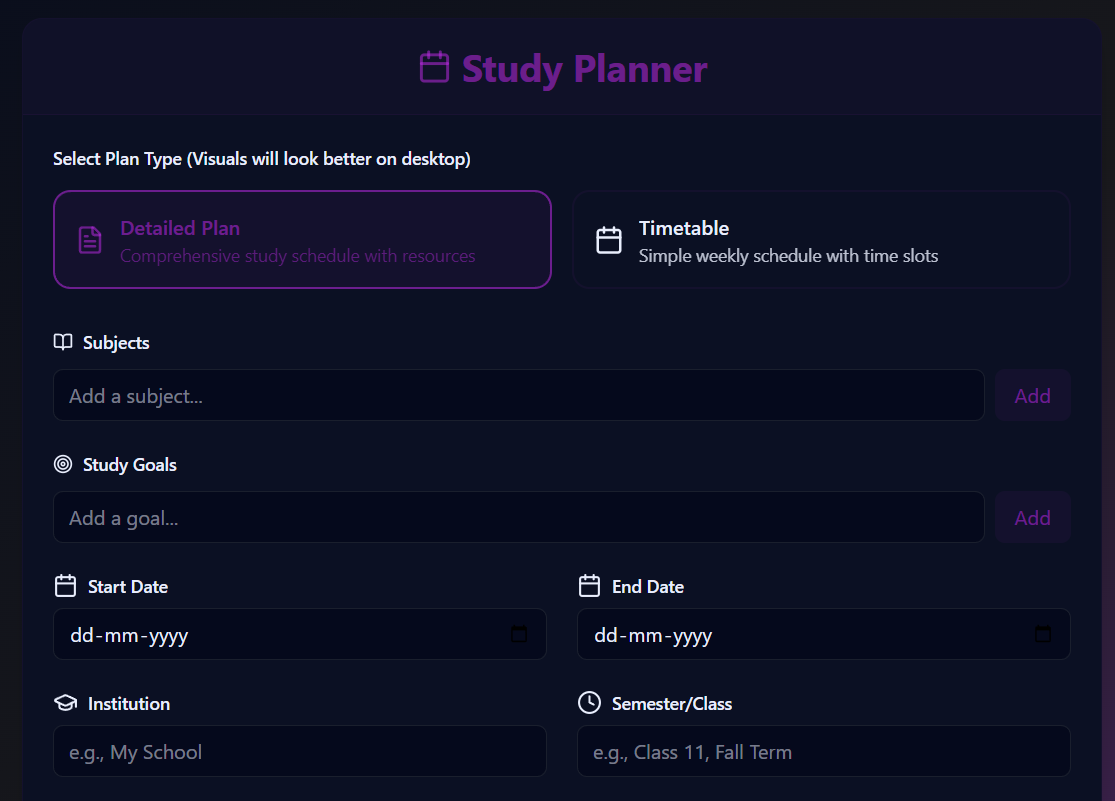 Study Planner
Select Plan Type (Visuals will look better on desktop)
Detailed Plan
Comprehensive study schedule with resources
Timetable
Simple weekly schedule with time slots
Subjects
Add a subject...
Add
Study Goals
Add a goal...
Add
Start Date
End Date
dd-mm-yyyy
dd-mm-yyyy
Institution
Semester/Class
e.g., My School
e.g., Class 11, Fall Term